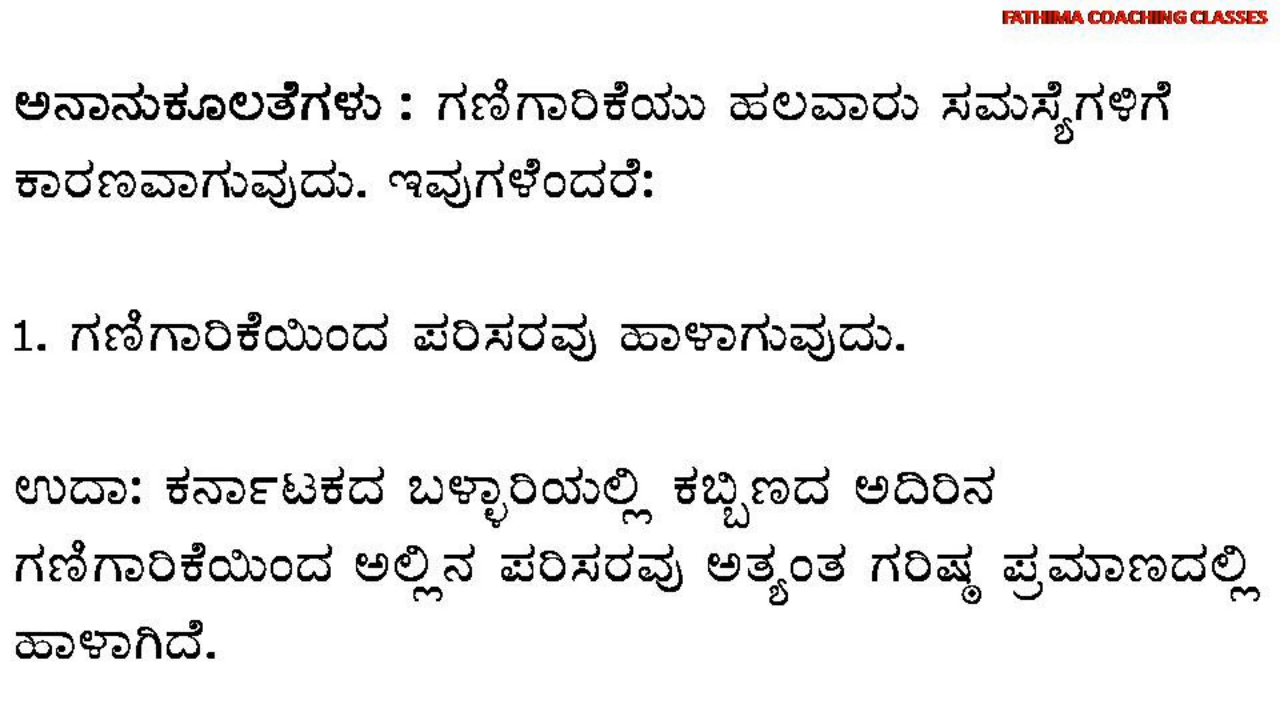 FATHIMA COACHING CLASSES
ಅನಾನುಕೂಲತೆಗಳು : ಗಣಿಗಾರಿಕೆಯು ಹಲವಾರು ಸಮಸ್ಯೆಗಳಿಗೆ
ಕಾರಣವಾಗುವುದು. ಇವುಗಳೆಂದರೆ:
1. ಗಣಿಗಾರಿಕೆಯಿಂದ ಪರಿಸರವು ಹಾಳಾಗುವುದು.
ಉದಾ: ಕರ್ನಾಟಕದ ಬಳ್ಳಾರಿಯಲ್ಲಿ ಕಬ್ಬಿಣದ ಅದಿರಿನ
ಗಣಿಗಾರಿಕೆಯಿಂದ ಅಲ್ಲಿನ ಪರಿಸರವು ಅತ್ಯಂತ ಗರಿಷ್ಠ ಪ್ರಮಾಣದಲ್ಲಿ
ಹಾಳಾಗಿದೆ.